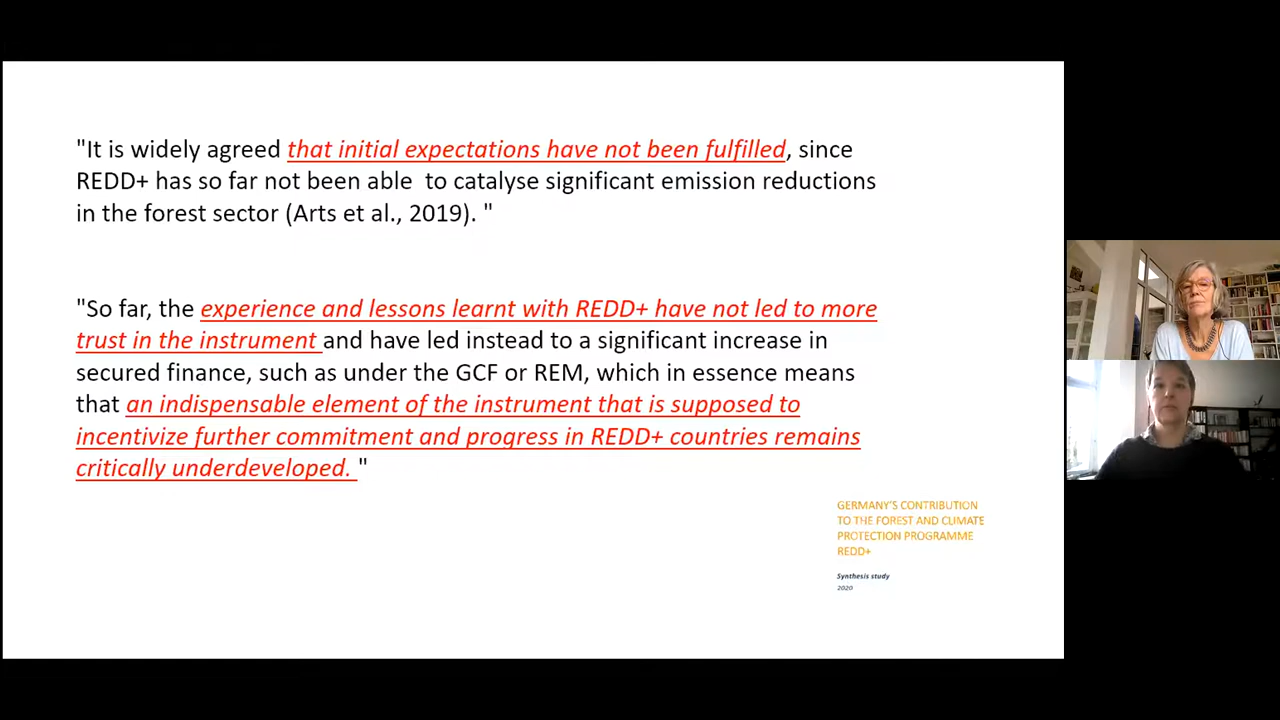 "It is widely agreed that initial expectations have not been fulfilled, since
REDD+ has so far not been able  to catalyse significant emission reductions
in the forest sector (Arts et al., 2019). "
"So far, the experience and lessons learnt with REDD+ have not led to more
trust in the instrument and have led instead to a significant increase in
secured finance, such as under the GCF or REM, which in essence means
that an indispensable element of the instrument that is supposed to
incentivize further commitment and progress in REDD+ countries remains
critically underdeveloped. "
GERMANY'S CONTRIBUTION
TO THE FOREST AND CLIMATE
PROTECTION PROGRAMME
REDD+
Synthesis study
2020